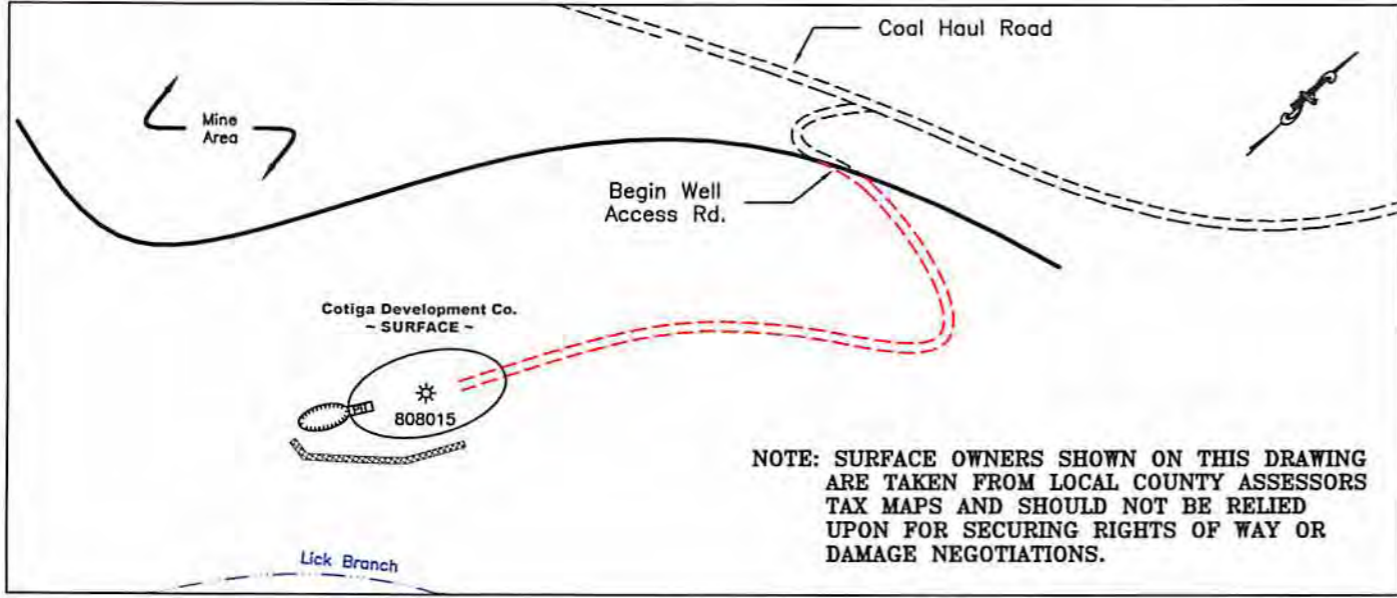 Coal Haul Road
Mine
Area
Begin Well
Access Rd.
Cotiga Development Co.
~ SURFACE ~
808015
NOTE: SURFACE OWNERS SHOWN ON THIS DRAWING
ARE TAKEN FROM LOCAL COUNTY ASSESSORS
TAX MAPS AND SHOULD NOT BE RELIED
UPON FOR SECURING RIGHTS OF WAY OR
DAMAGE NEGOTIATIONS.
Lick Branch